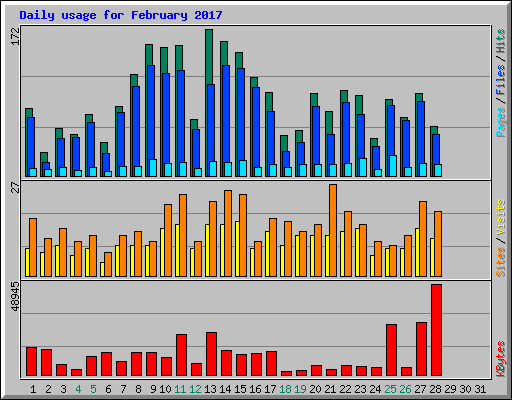 Daily usage for February 2017
172
Pages / Files / Hits
27
Sites / Visits
48945
KBytes
1 2 3 4 5 6 7 8 9 10 11 12 13 14 15 16 17 18 19 20 21 22 23 24 25 26 27 28 29 30 31